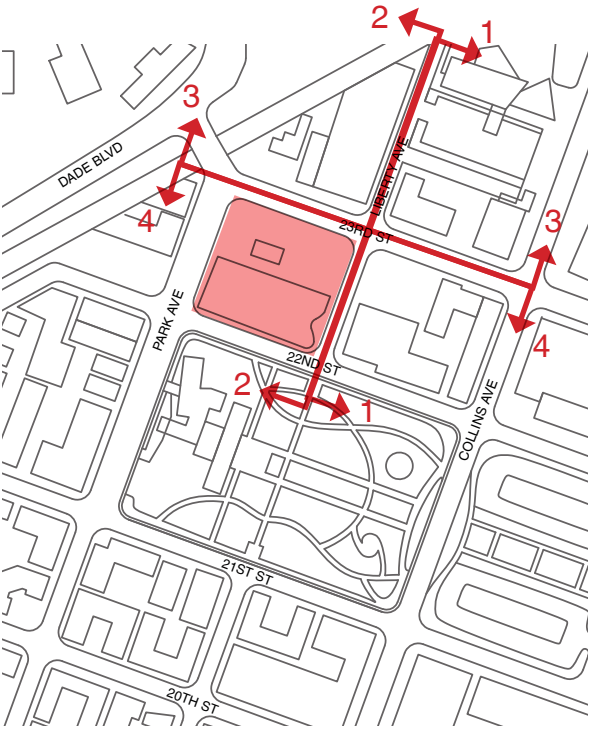 2
1
3
DADE BLVD
LIBERTY AVE
4
23RD ST
3
PARK AVE
4
22ND ST
2
1
COLLINS AVE
21ST ST
20TH ST